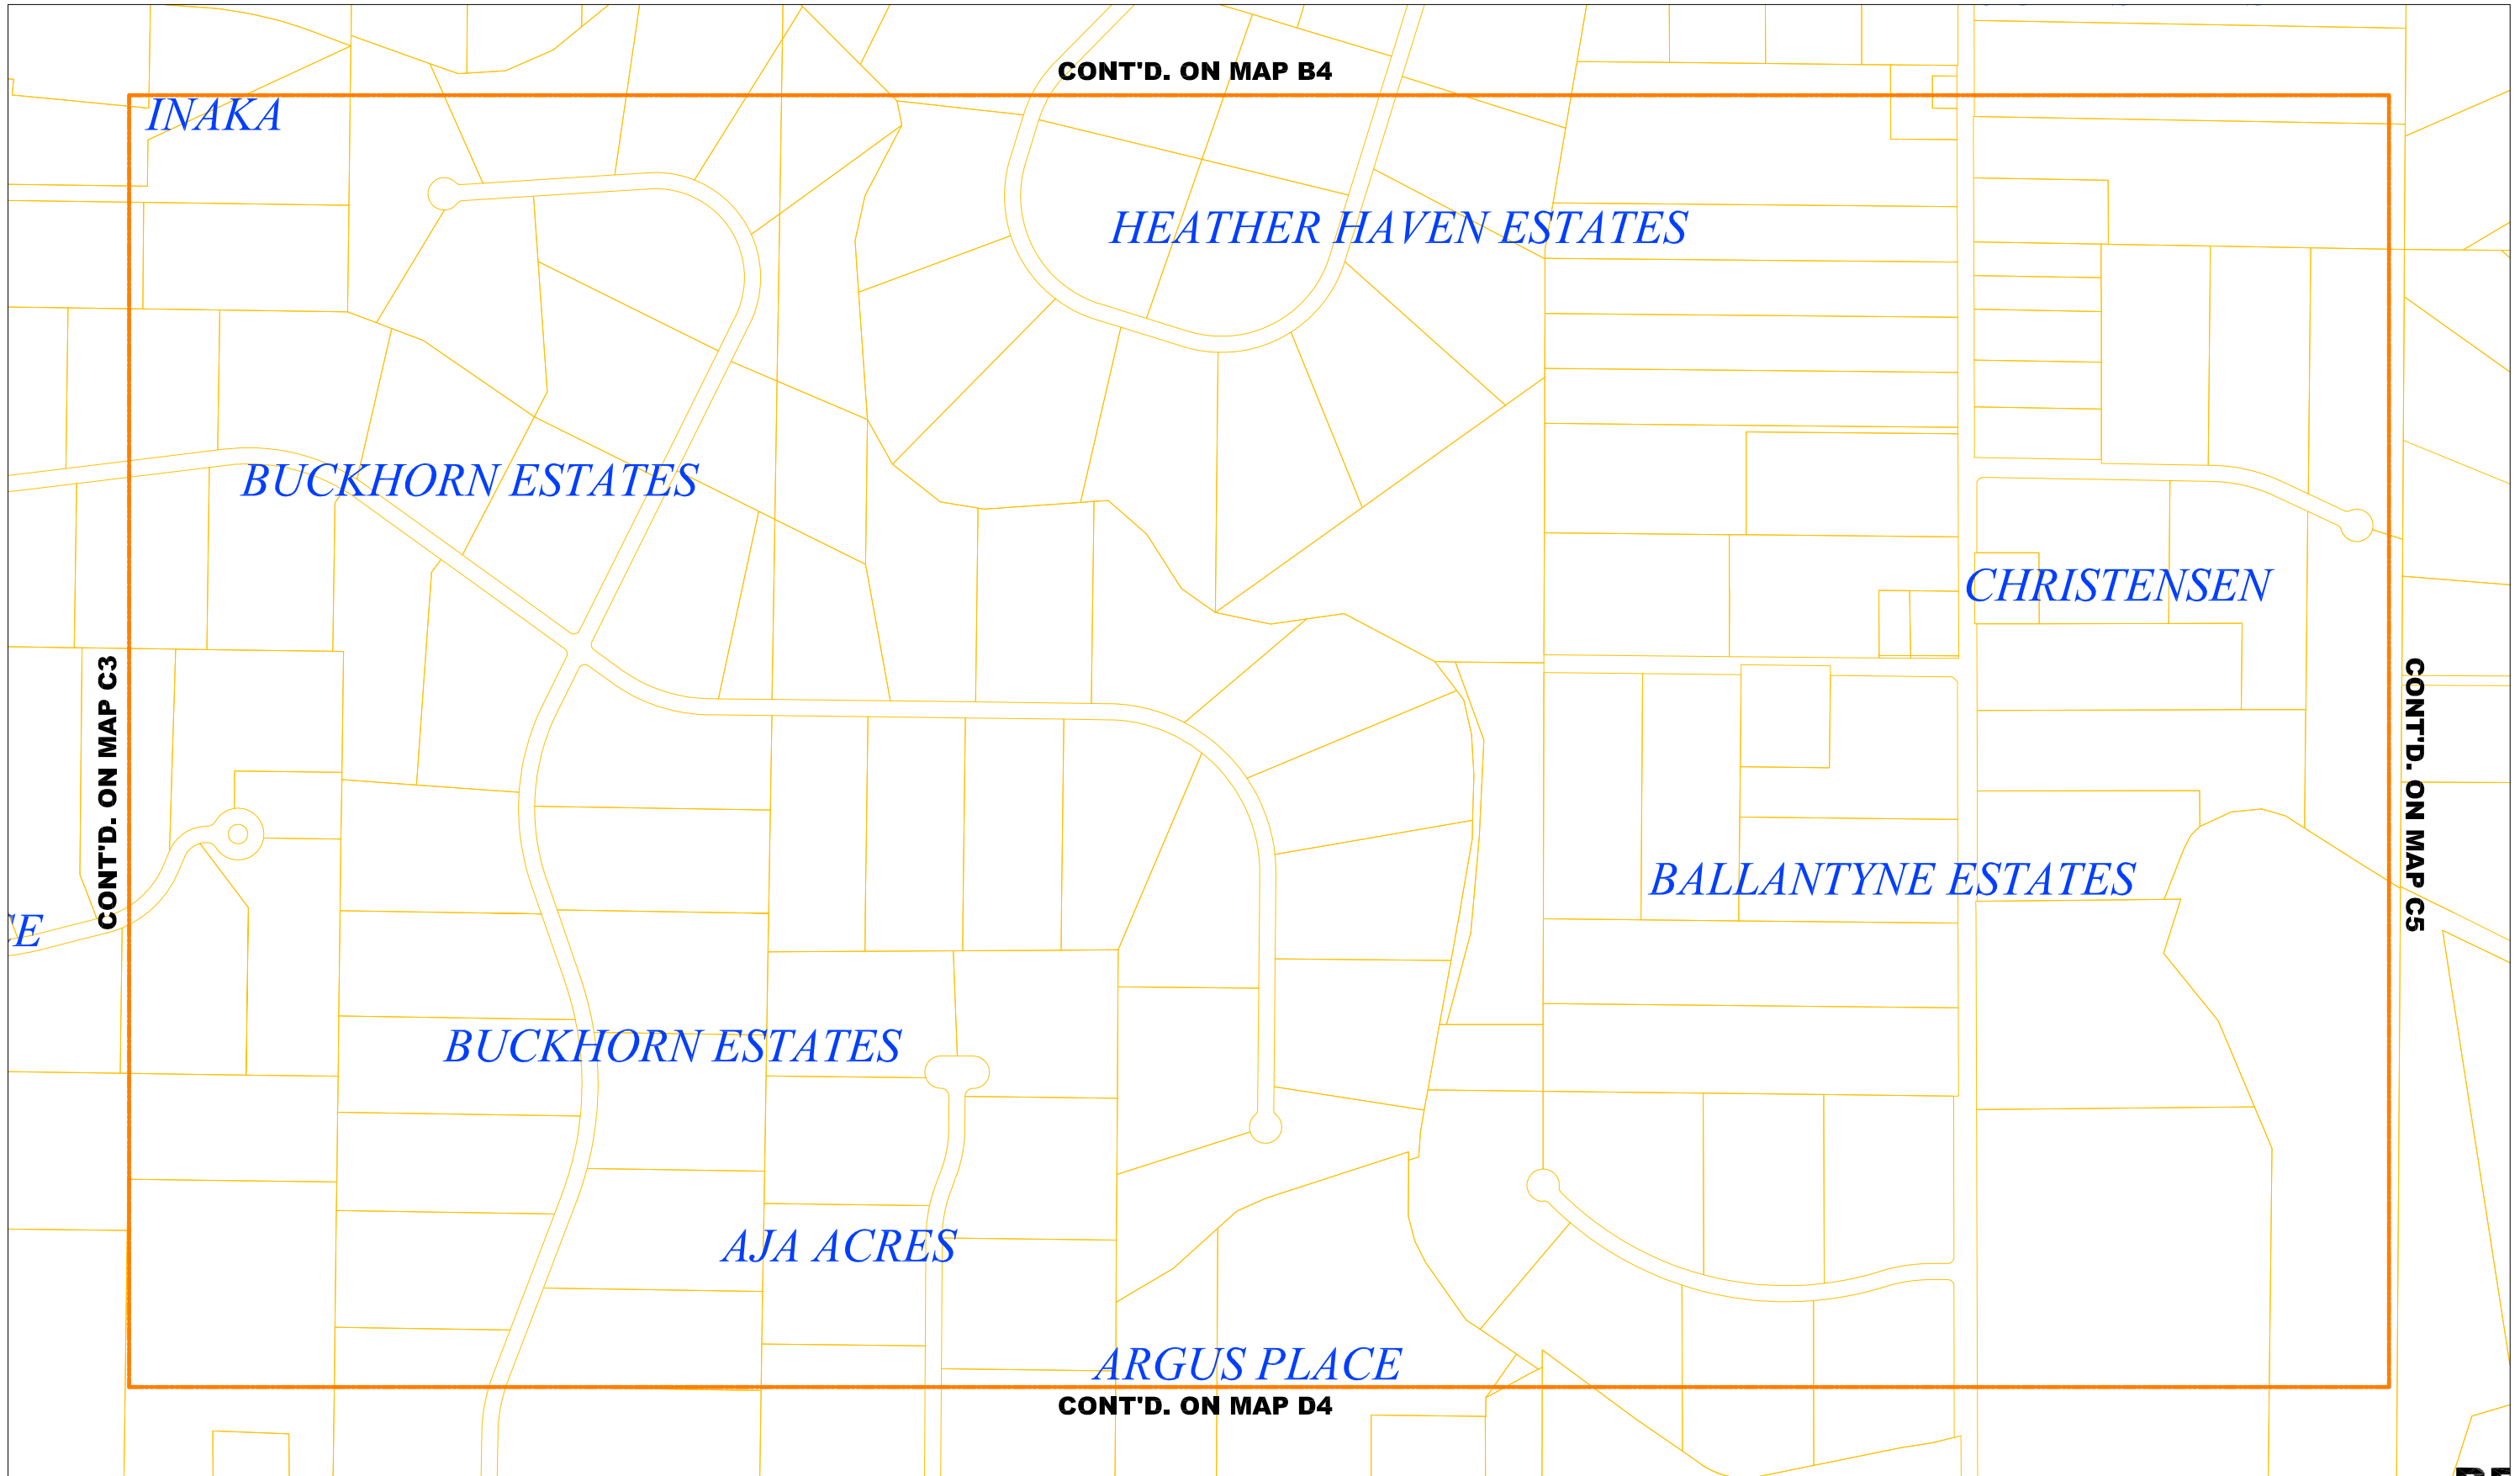 CONT'D. ON MAP B4
INAKA
HEATHER HAVEN ESTATES
BUCKHORN ESTATES
CHRISTENSEN
CONT'D. ON MAP C3
CONT'D. ON MAP C5
BALLANTYNE ESTATES
BUCKHORN ESTATES
AJA ACRES
ARGUS PLACE
CONT'D. ON MAP D4